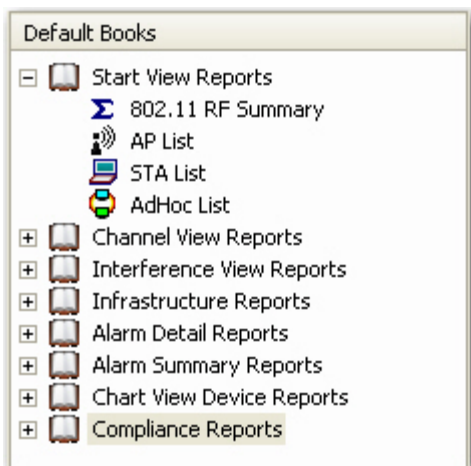 Default Books
Start View Reports
802.11 RF Summary
AP List
STA List
AdHoc List
Channel View Reports
Interference View Reports
Infrastructure Reports
Alarm Detail Reports
Alarm Summary Reports
Chart View Device Reports
Compliance Reports